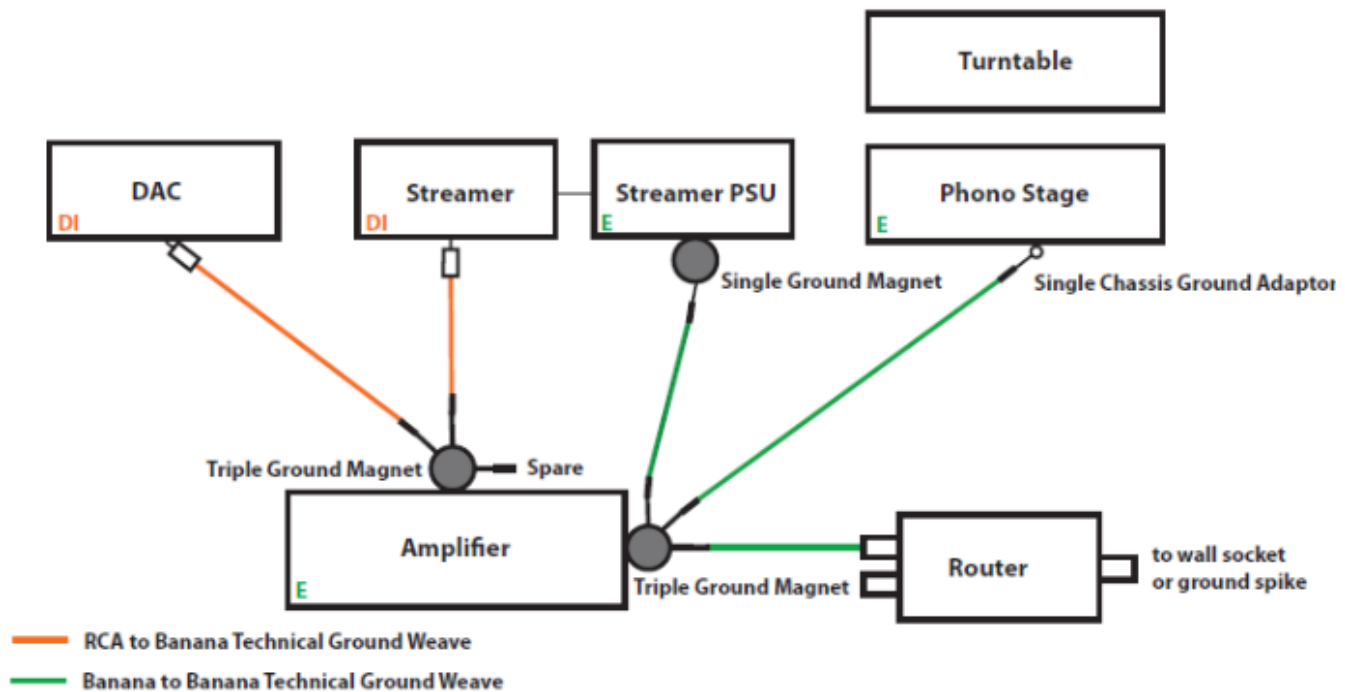 Turntable
DAC
DI
Streamer
DI
Streamer PSU
E
Phono Stage
E
Single Ground Magnet
Single Chassis Ground Adaptor
Triple Ground Magnet
Spare
Amplifier
E
Triple Ground Magnet
Router
to wall socket
or ground spike
RCA to Banana Technical Ground Weave
Banana to Banana Technical Ground Weave